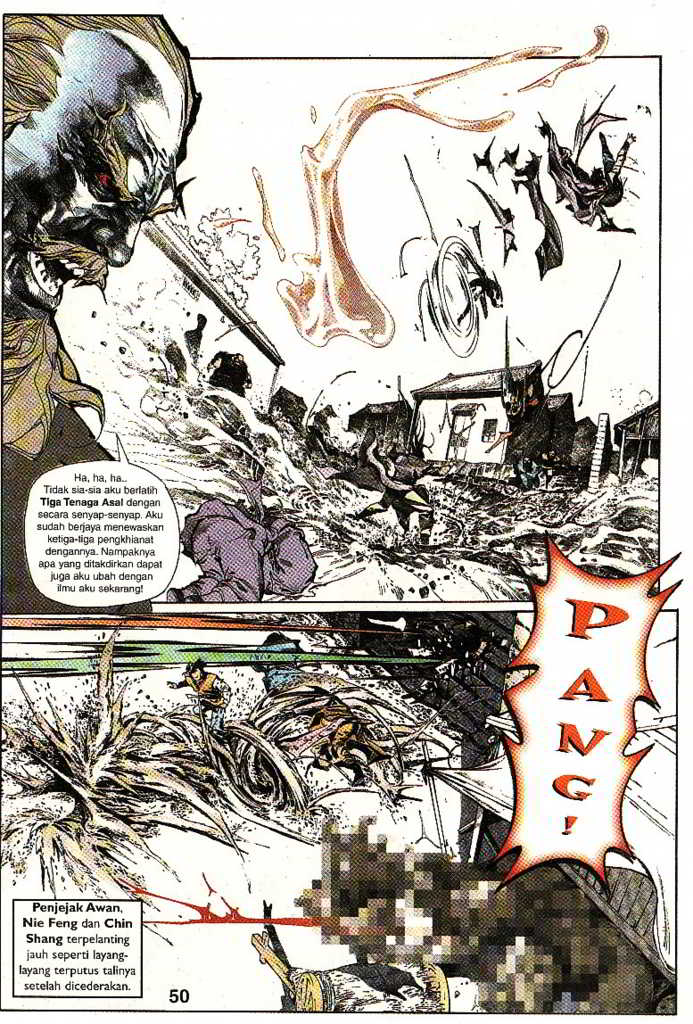 Ha, ha, ha..
Tidak sia-sia aku berlatih
Tiga Tenaga Asal dengan
secara senyap-senyap. Aku
sudah berjaya menewaskan
ketiga-tiga pengkhianat
dengannya. Nampaknya
apa yang ditakdirkan dapat
juga aku ubah dengan
ilmu aku sekarang!
PANG!
Penjejak Awan,
Nie Feng dan Chin
Shang terpelanting
jauh seperti layang-
layang terputus talinya
setelah dicederakan.
50